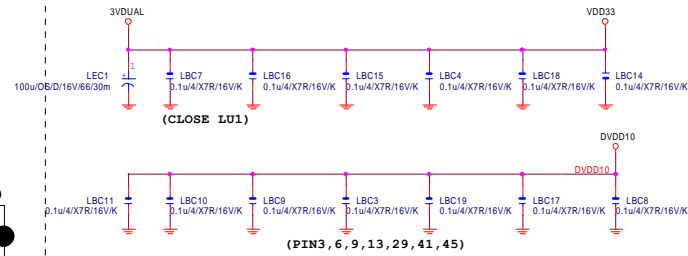 3VDUAL VDD33
LEC1 LBC7 LBC16 LBC15 LBC4 LBC18 LBC14
100u/OS/D/16V/66/30m 0.1u/4/X7R/16V/K 0.1u/4/X7R/16V/K 0.1u/4/X7R/16V/K 0.1u/4/X7R/16V/K 0.1u/4/X7R/16V/K 0.1u/4/X7R/16V/K
1
(CLOSE LU1)
DVDD10
DVDD10
LBC11 LBC10 LBC9 LBC3 LBC19 LBC17 LBC8
0.1u/4/X7R/16V/K 0.1u/4/X7R/16V/K 0.1u/4/X7R/16V/K 0.1u/4/X7R/16V/K 0.1u/4/X7R/16V/K 0.1u/4/X7R/16V/K 0.1u/4/X7R/16V/K
(PIN3,6,9,13,29,41,45)